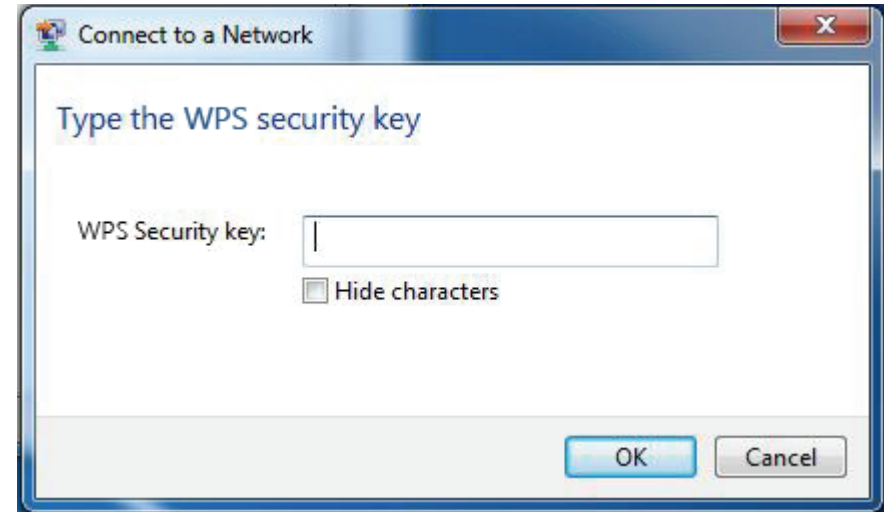 Connect to a Network
Type the WPS security key
WPS Security key:
Hide characters
OK Cancel